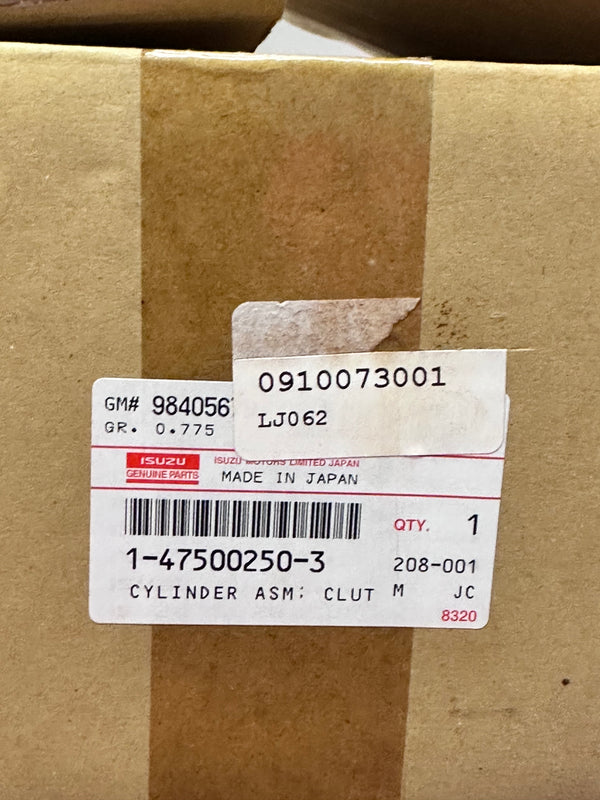 0910073001
LJ062
GM# 984056
GR. 0.775
ISUZU
GENUINE PARTS
ISUZU MOTORS LIMITED JAPAN
MADE IN JAPAN
QTY. 1
1-47500250-3
208-001
CYLINDER ASM; CLUT M JC
8320